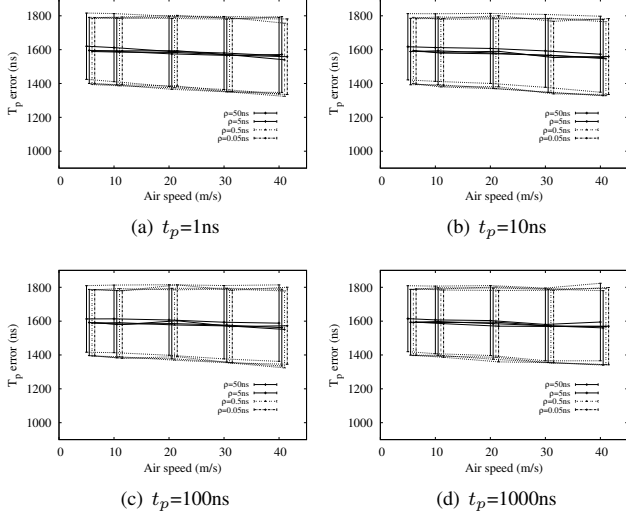 1800
1600
1400
1200
1000
T_p error (ns)
ρ=50ns
ρ=5ns
ρ=0.5ns
ρ=0.05ns
0 10 20 30 40
Air speed (m/s)
(a) t_p=1ns
1800
1600
1400
1200
1000
T_p error (ns)
ρ=50ns
ρ=5ns
ρ=0.5ns
ρ=0.05ns
0 10 20 30 40
Air speed (m/s)
(b) t_p=10ns
1800
1600
1400
1200
1000
T_p error (ns)
ρ=50ns
ρ=5ns
ρ=0.5ns
ρ=0.05ns
0 10 20 30 40
Air speed (m/s)
(c) t_p=100ns
1800
1600
1400
1200
1000
T_p error (ns)
ρ=50ns
ρ=5ns
ρ=0.5ns
ρ=0.05ns
0 10 20 30 40
Air speed (m/s)
(d) t_p=1000ns